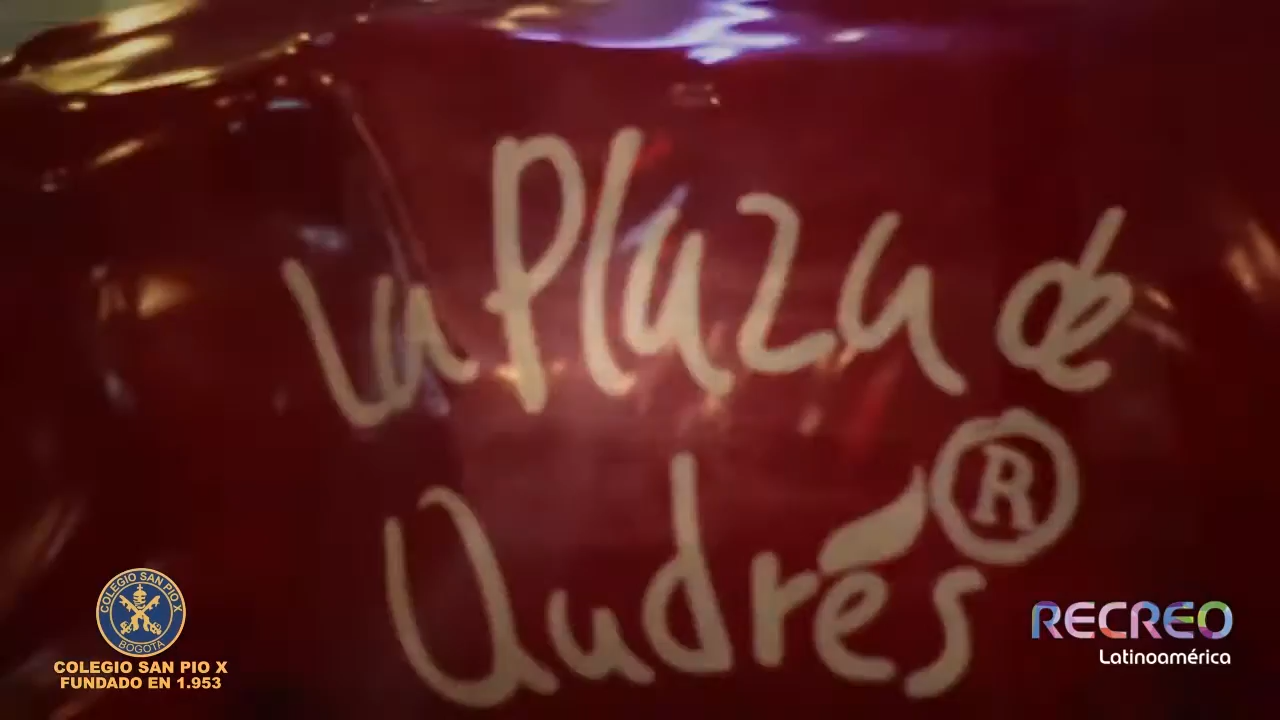 La Plaza de
Andrés ®
COLEGIO SAN PIO X
BOGOTA
COLEGIO SAN PIO X
FUNDADO EN 1.953
RECREO
Latinoamérica